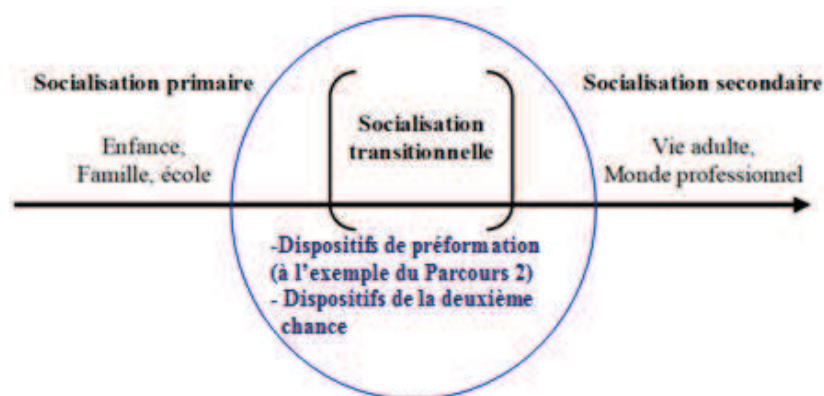 Socialisation primaire
Enfance,
Famille, école
Socialisation
transitionnelle
Socialisation secondaire
Vie adulte,
Monde professionnel
-Dispositifs de préformation
(à l'exemple du Parcours 2)
- Dispositifs de la deuxième
chance